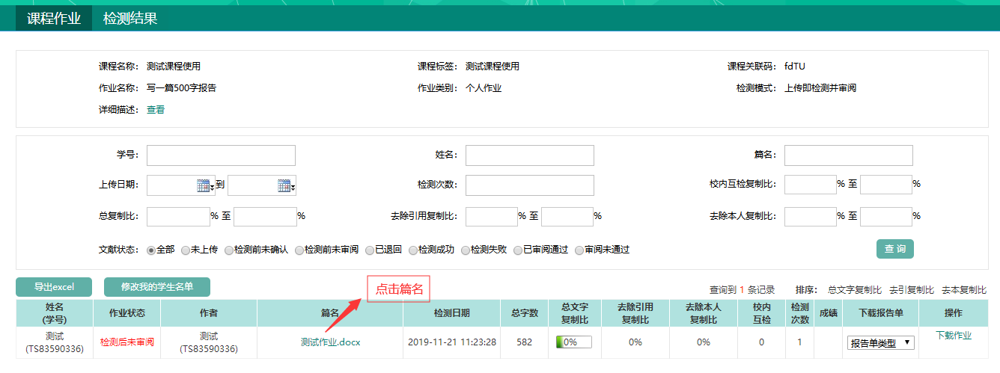 课程作业 检测结果
课程名称： 测试课程使用 课程标签： 测试课程使用 课程关联码： fdTU
作业名称： 写一篇500字报告 作业类别： 个人作业 检测模式： 上传即检测并审阅
详细描述： 查看
学号： 姓名： 篇名：
上传日期： 到 检测次数： 校内互检复制比： % 至 %
总复制比： % 至 % 去除引用复制比： % 至 % 去除本人复制比： % 至 %
文献状态： 全部 未上传 检测前未确认 检测前未审阅 已退回 检测成功 检测失败 已审阅通过 审阅未通过 查 询
点击篇名
导出excel 修改我的学生名单 查询到 1 条记录 排序： 总文字复制比 去引复制比 去本复制比
姓名 总文字 去除引用 去除本人 校内 检测
作业状态 作者 篇名 检测日期 总字数 成绩 下载报告单 操作
(学号) 复制比 复制比 复制比 互检 次数
测试 测试 下载作业
检测后未审阅 测试作业.docx 2019-11-21 11:23:28 582 0% 0% 0% 0 1 报告单类型
(TS83590336) (TS83590336)